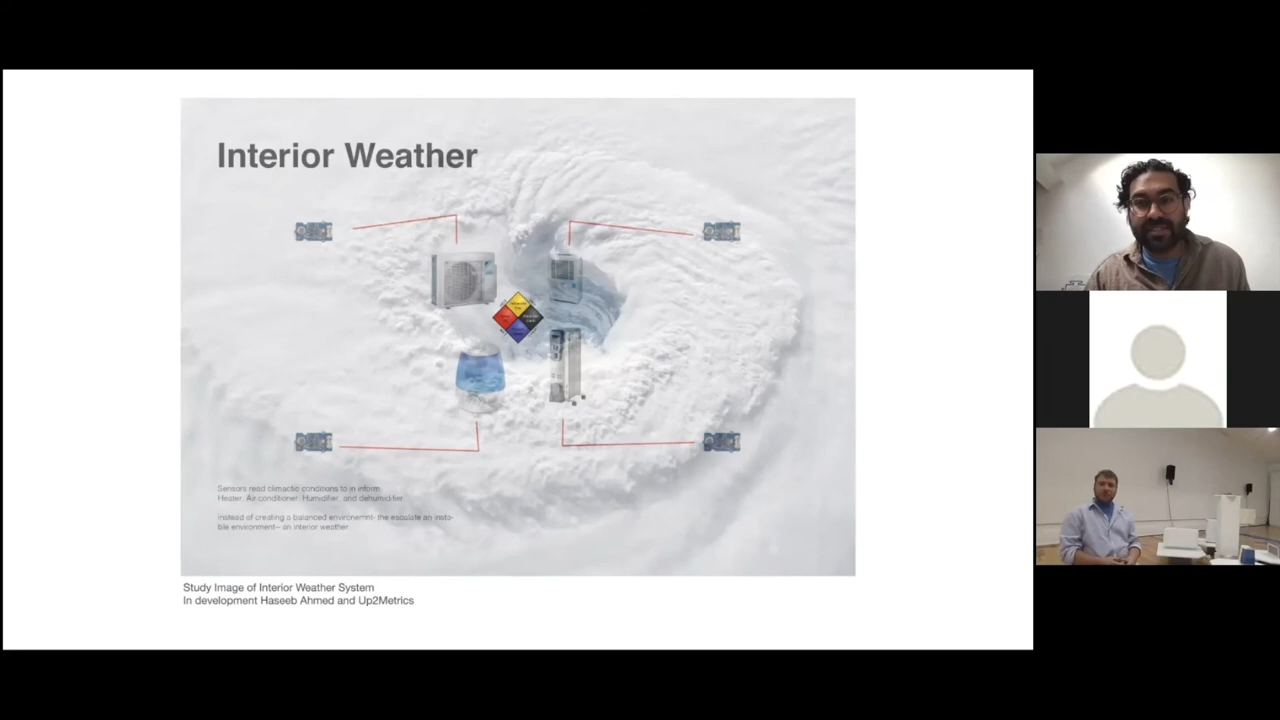 Interior Weather
Sensors read climactic conditions to in inform,
Heater, Air conditioner, Humidifier, and dehumidifier.
instead of creating a balanced environemnt- the esculate an insta-
ble environment-- an interior weather
Study Image of Interior Weather System
In development Haseeb Ahmed and Up2Metrics